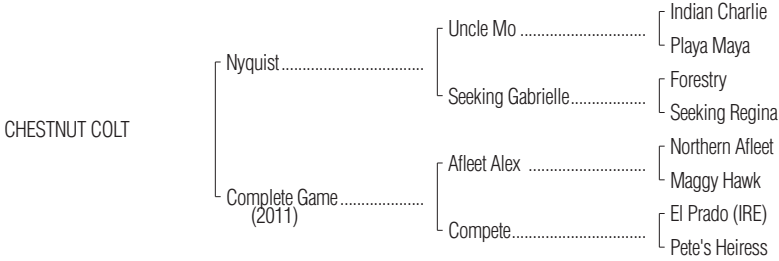 Indian Charlie
Uncle Mo ..............................
Playa Maya
Nyquist..................................
Forestry
Seeking Gabrielle...................
Seeking Regina
CHESTNUT COLT
Northern Afleet
Afleet Alex .............................
Maggy Hawk
Complete Game....................
(2011)
El Prado (IRE)
Compete.................................
Pete's Heiress